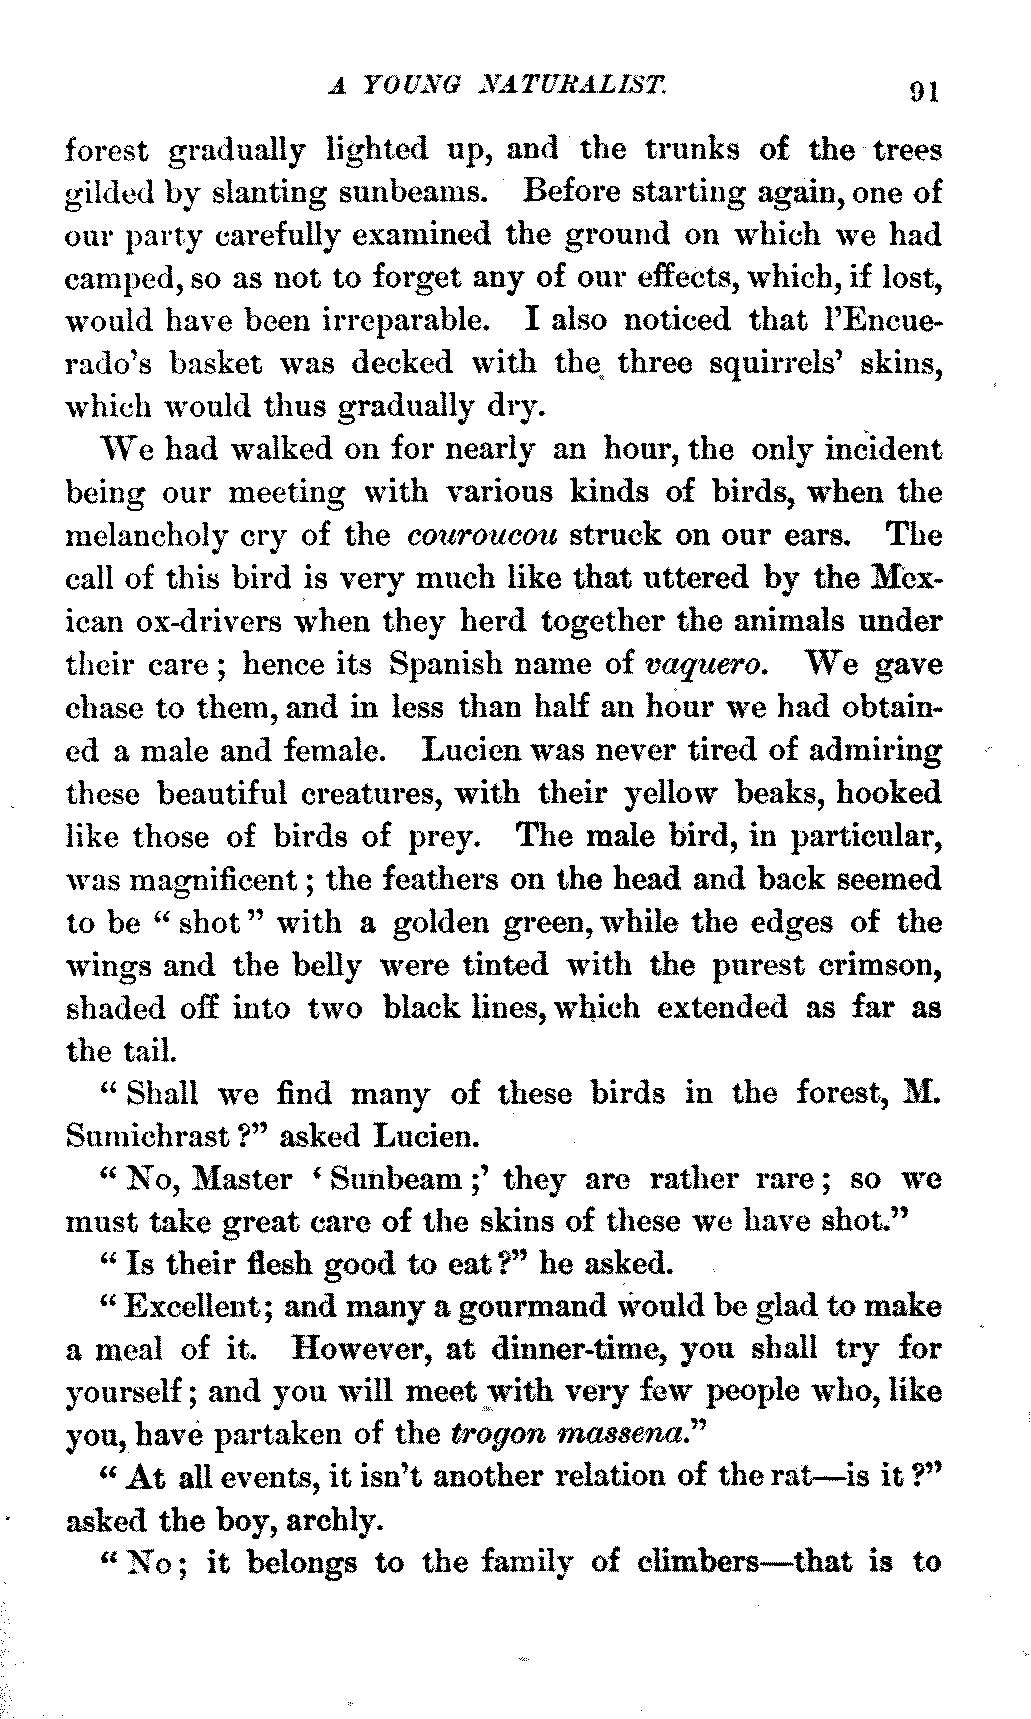 A YOUNG NATURALIST. 91
forest gradually lighted up, and the trunks of the trees
gilded by slanting sunbeams. Before starting again, one of
our party carefully examined the ground on which we had
camped, so as not to forget any of our effects, which, if lost,
would have been irreparable. I also noticed that l'Encue-
rado's basket was decked with the three squirrels' skins,
which would thus gradually dry.
We had walked on for nearly an hour, the only incident
being our meeting with various kinds of birds, when the
melancholy cry of the couroucou struck on our ears. The
call of this bird is very much like that uttered by the Mex-
ican ox-drivers when they herd together the animals under
their care; hence its Spanish name of vaquero. We gave
chase to them, and in less than half an hour we had obtain-
ed a male and female. Lucien was never tired of admiring
these beautiful creatures, with their yellow beaks, hooked
like those of birds of prey. The male bird, in particular,
was magnificent; the feathers on the head and back seemed
to be "shot" with a golden green, while the edges of the
wings and the belly were tinted with the purest crimson,
shaded off into two black lines, which extended as far as
the tail.
"Shall we find many of these birds in the forest, M.
Sumichrast?" asked Lucien.
"No, Master 'Sunbeam;' they are rather rare; so we
must take great care of the skins of these we have shot."
"Is their flesh good to eat?" he asked.
"Excellent; and many a gourmand would be glad to make
a meal of it. However, at dinner-time, you shall try for
yourself; and you will meet with very few people who, like
you, have partaken of the trogon massena."
"At all events, it isn't another relation of the rat—is it?"
asked the boy, archly.
"No; it belongs to the family of climbers—that is to